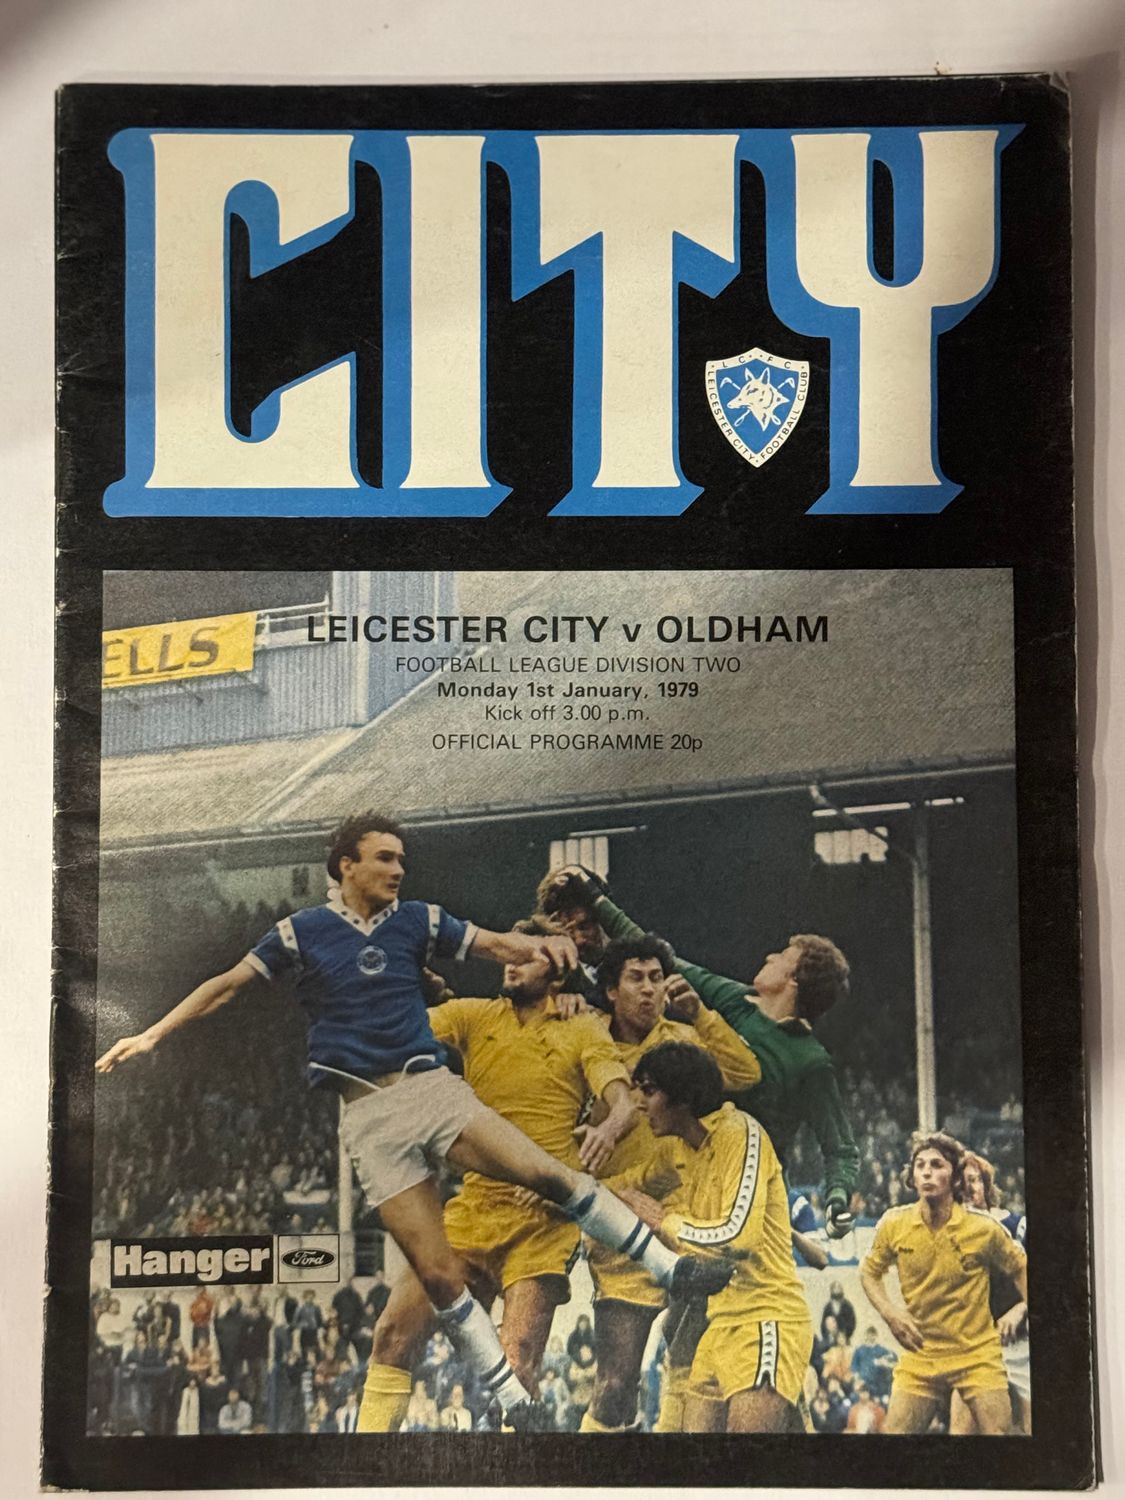 CITY
L C F C
LEICESTER CITY FOOTBALL CLUB
LEICESTER CITY v OLDHAM
FOOTBALL LEAGUE DIVISION TWO
Monday 1st January, 1979
Kick off 3.00 p.m.
OFFICIAL PROGRAMME 20p
ELLS
Hanger
Ford